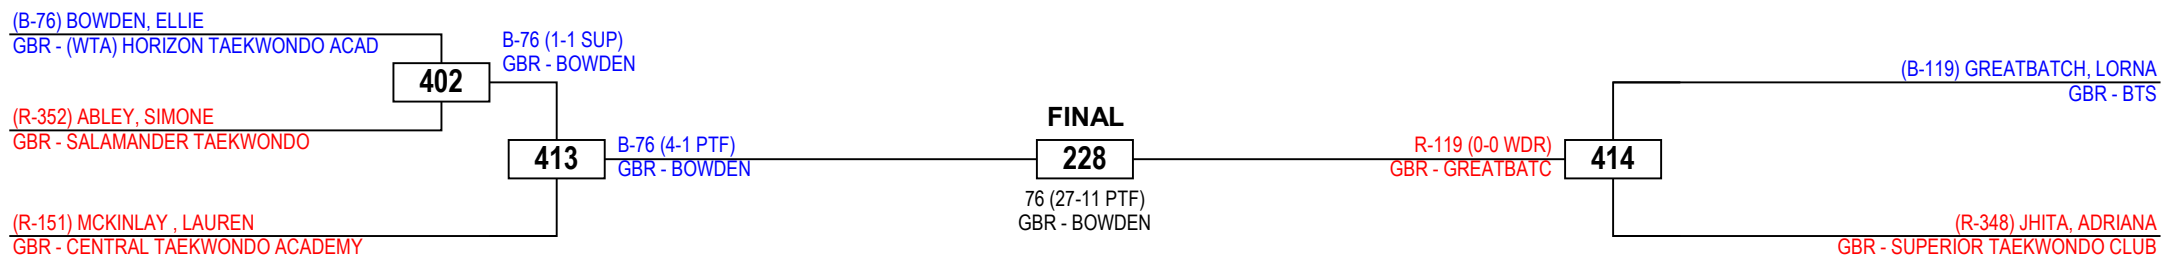 (B-76) BOWDEN, ELLIE
GBR - (WTA) HORIZON TAEKWONDO ACAD
B-76 (1-1 SUP)
GBR - BOWDEN
402
(R-352) ABLEY, SIMONE
GBR - SALAMANDER TAEKWONDO
413
B-76 (4-1 PTF)
GBR - BOWDEN
(R-151) MCKINLAY , LAUREN
GBR - CENTRAL TAEKWONDO ACADEMY
FINAL
228
76 (27-11 PTF)
GBR - BOWDEN
R-119 (0-0 WDR)
GBR - GREATBATC
414
(B-119) GREATBATCH, LORNA
GBR - BTS
(R-348) JHITA, ADRIANA
GBR - SUPERIOR TAEKWONDO CLUB